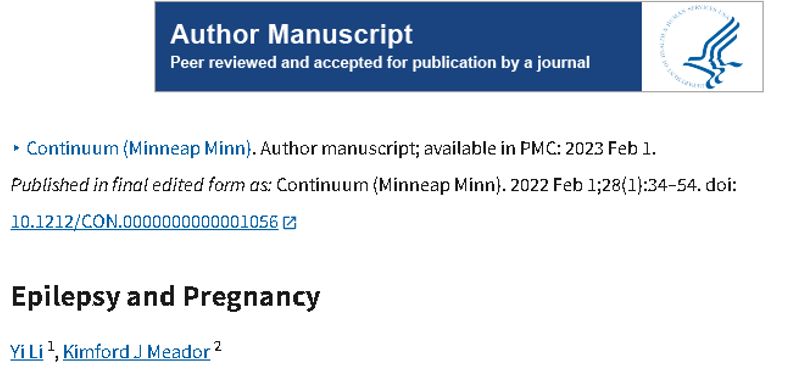 Author Manuscript
Peer reviewed and accepted for publication by a journal
▸ Continuum (Minneap Minn). Author manuscript; available in PMC: 2023 Feb 1.
Published in final edited form as: Continuum (Minneap Minn). 2022 Feb 1;28(1):34–54. doi:
10.1212/CON.0000000000001056
Epilepsy and Pregnancy
Yi Li 1, Kimford J Meador 2